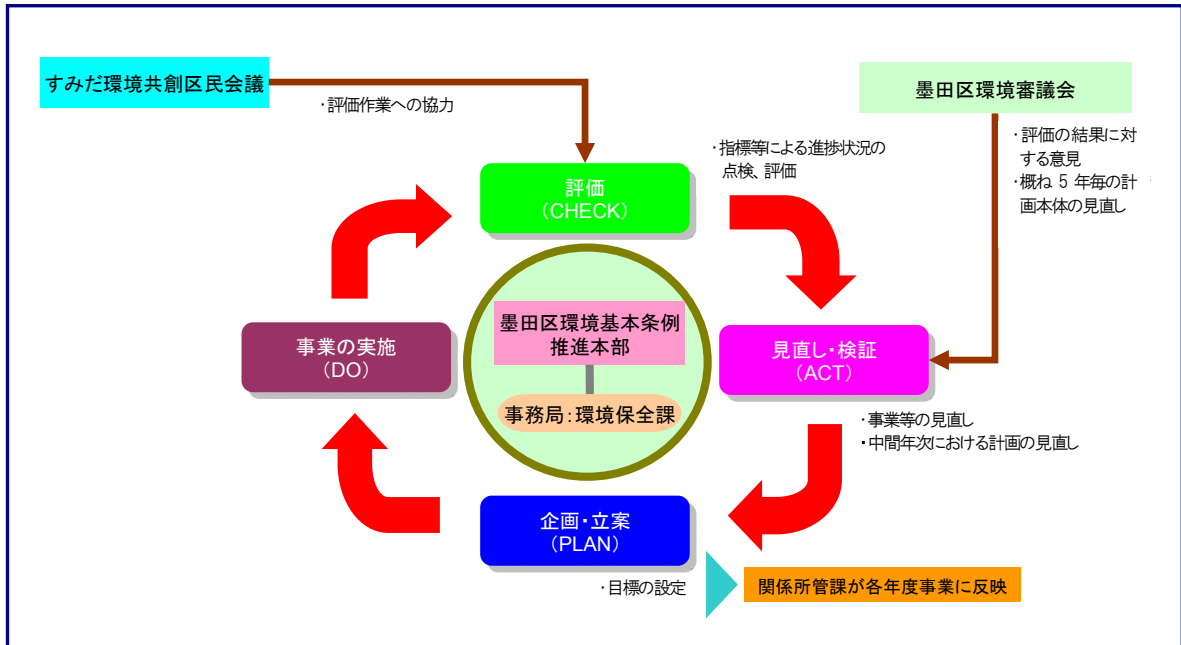 すみだ環境共創区民会議
・評価作業への協力
墨田区環境審議会
・評価の結果に対
する意見
・概ね 5 年毎の計
画本体の見直し
・指標等による進捗状況の
点検、評価
評価
(CHECK)
墨田区環境基本条例
推進本部
事務局:環境保全課
事業の実施
(DO)
見直し・検証
(ACT)
・事業等の見直し
・中間年次における計画の見直し
企画・立案
(PLAN)
・目標の設定
関係所管課が各年度事業に反映